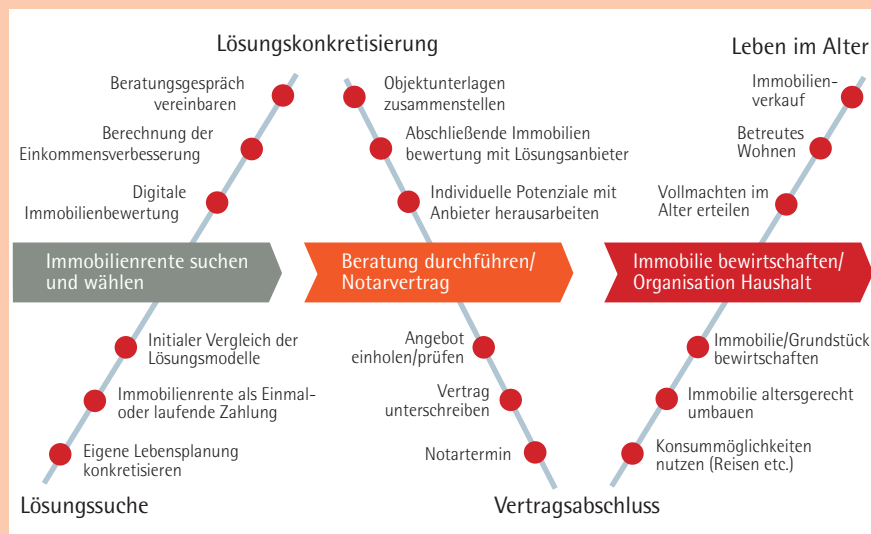 Lösungskonkretisierung
Leben im Alter
Beratungsgespräch
vereinbaren
Berechnung der
Einkommensverbesserung
Digitale
Immobilienbewertung
Objektunterlagen
zusammenstellen
Abschließende Immobilien
bewertung mit Lösungsanbieter
Individuelle Potenziale mit
Anbieter herausarbeiten
Immobilien-
verkauf
Betreutes
Wohnen
Vollmachten im
Alter erteilen
Immobilienrente suchen
und wählen
Beratung durchführen/
Notarvertrag
Immobilie bewirtschaften/
Organisation Haushalt
Initialer Vergleich der
Lösungsmodelle
Immobilienrente als Einmal-
oder laufende Zahlung
Eigene Lebensplanung
konkretisieren
Angebot
einholen/prüfen
Vertrag
unterschreiben
Notartermin
Immobilie/Grundstück
bewirtschaften
Immobilie altersgerecht
umbauen
Konsummöglichkeiten
nutzen (Reisen etc.)
Lösungssuche
Vertragsabschluss